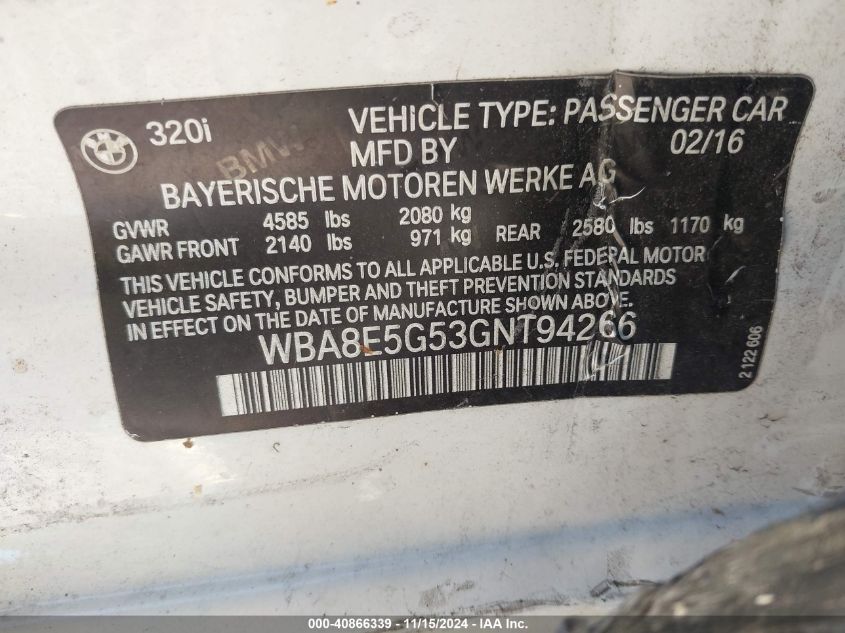 BMW
320i
VEHICLE TYPE: PASSENGER CAR
MFD BY 02/16
BAYERISCHE MOTOREN WERKE AG
GVWR 4585 lbs 2080 kg
GAWR FRONT 2140 lbs 971 kg REAR 2580 lbs 1170 kg
THIS VEHICLE CONFORMS TO ALL APPLICABLE U.S. FEDERAL MOTOR
VEHICLE SAFETY, BUMPER AND THEFT PREVENTION STANDARDS
IN EFFECT ON THE DATE OF MANUFACTURE SHOWN ABOVE.
WBA8E5G53GNT94266
2 122 606
000-40866339 - 11/15/2024 - IAAI.com